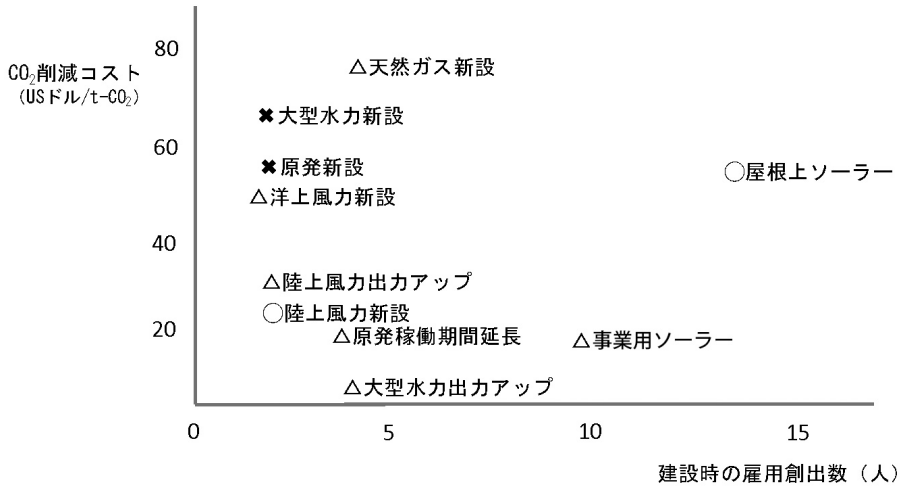 80
CO₂削減コスト
(USドル/t-CO₂)
△天然ガス新設
✖大型水力新設
60
✖原発新設
○屋根上ソーラー
△洋上風力新設
40
△陸上風力出力アップ
○陸上風力新設
20
△原発稼働期間延長
△事業用ソーラー
△大型水力出力アップ
0 5 10 15
建設時の雇用創出数（人）